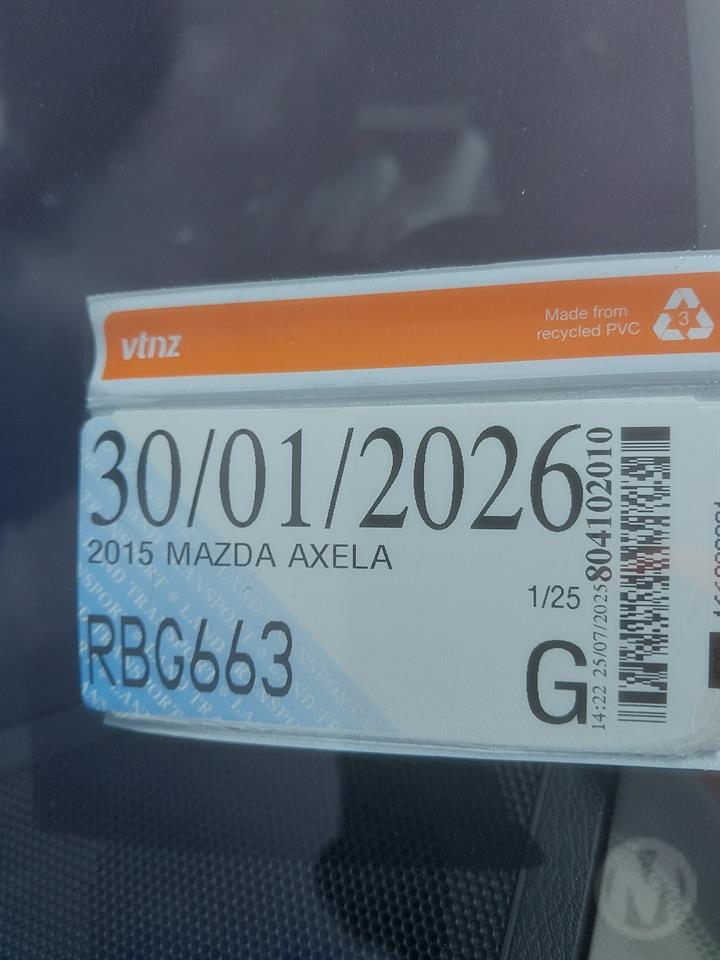 vtnz
Made from
recycled PVC
3
30/01/2026
2015 MAZDA AXELA
1/25
RBG663
G
14:22 25/07/2025 804102010